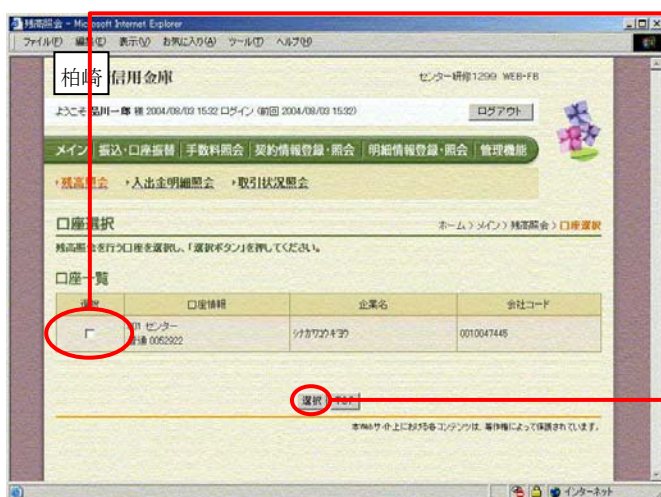 残高照会 - Microsoft Internet Explorer
ファイル(F) 編集(E) 表示(V) お気に入り(A) ツール(T) ヘルプ(H)
柏崎信用金庫
センター研修1299 WEB-FB
ようこそ 品川一郎 様 2004/08/03 1532 ログイン (前回 2004/08/03 1532)
ログアウト
メイン 振込・口座振替 手数料照会 契約情報登録・照会 明細情報登録・照会 管理機能
残高照会 入出金明細照会 取引状況照会
口座選択
ホーム 〉メイン 〉残高照会 〉口座選択
残高照会を行う口座を選択し、「選択ボタン」を押してください。
口座一覧
選択 口座情報 企業名 会社コード
センター
0052922
シナガワコウギヨウ 0010047445
選択 TOP
本Webサイト上における各コンテンツは、著作権によって保護されています。
インターネット